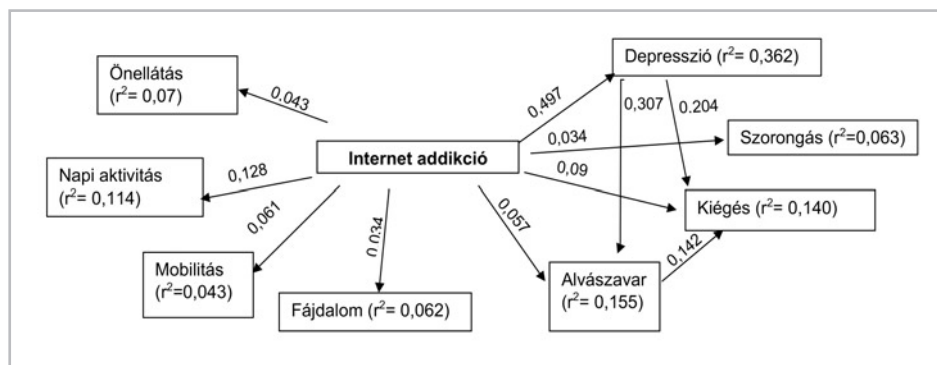 Depresszió (r²= 0,362)
Önellátás
(r²= 0,07)
0.043
0,497
0,307
0.204
0,034
Szorongás (r²=0,063)
Internet addikció
Napi aktivitás
(r²= 0,114)
0,128
0,09
Kiégés (r²= 0,140)
0,061
0,034
0,057
0,142
Mobilitás
(r²=0,043)
Alvászavar
(r²= 0,155)
Fájdalom (r²= 0,062)